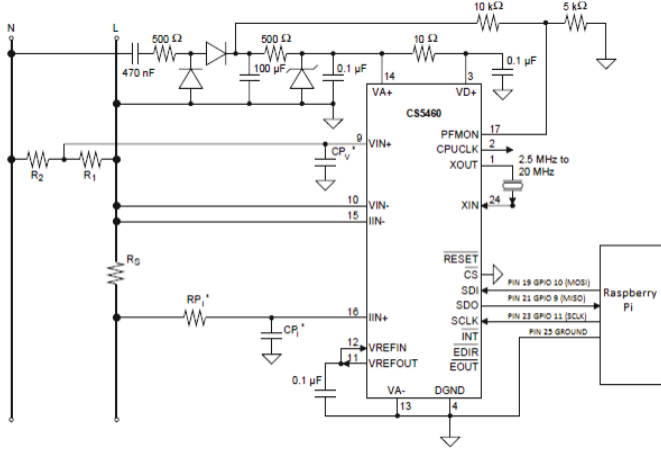 10 kΩ
5 kΩ
N
L
500 Ω
500 Ω
10 Ω
470 nF
100 µF
0.1 µF
0.1 µF
14
3
VA+
VD+
CS5460
PFMON
17
CPUCLK
2
XOUT
1
2.5 MHz to
20 MHz
XIN
24
9
VIN+
CPV*
R2
R1
10
VIN-
15
IIN-
RS
RESET
CS
SDI
PIN 19 GPIO 10 (MOSI)
SDO
PIN 21 GPIO 9 (MISO)
SCLK
PIN 23 GPIO 11 (SCLK)
INT
PIN 25 GROUND
EDIR
EOUT
Raspberry
Pi
RPI*
16
IIN+
CPI*
12
VREFIN
11
VREFOUT
0.1 µF
VA-
DGND
13
4